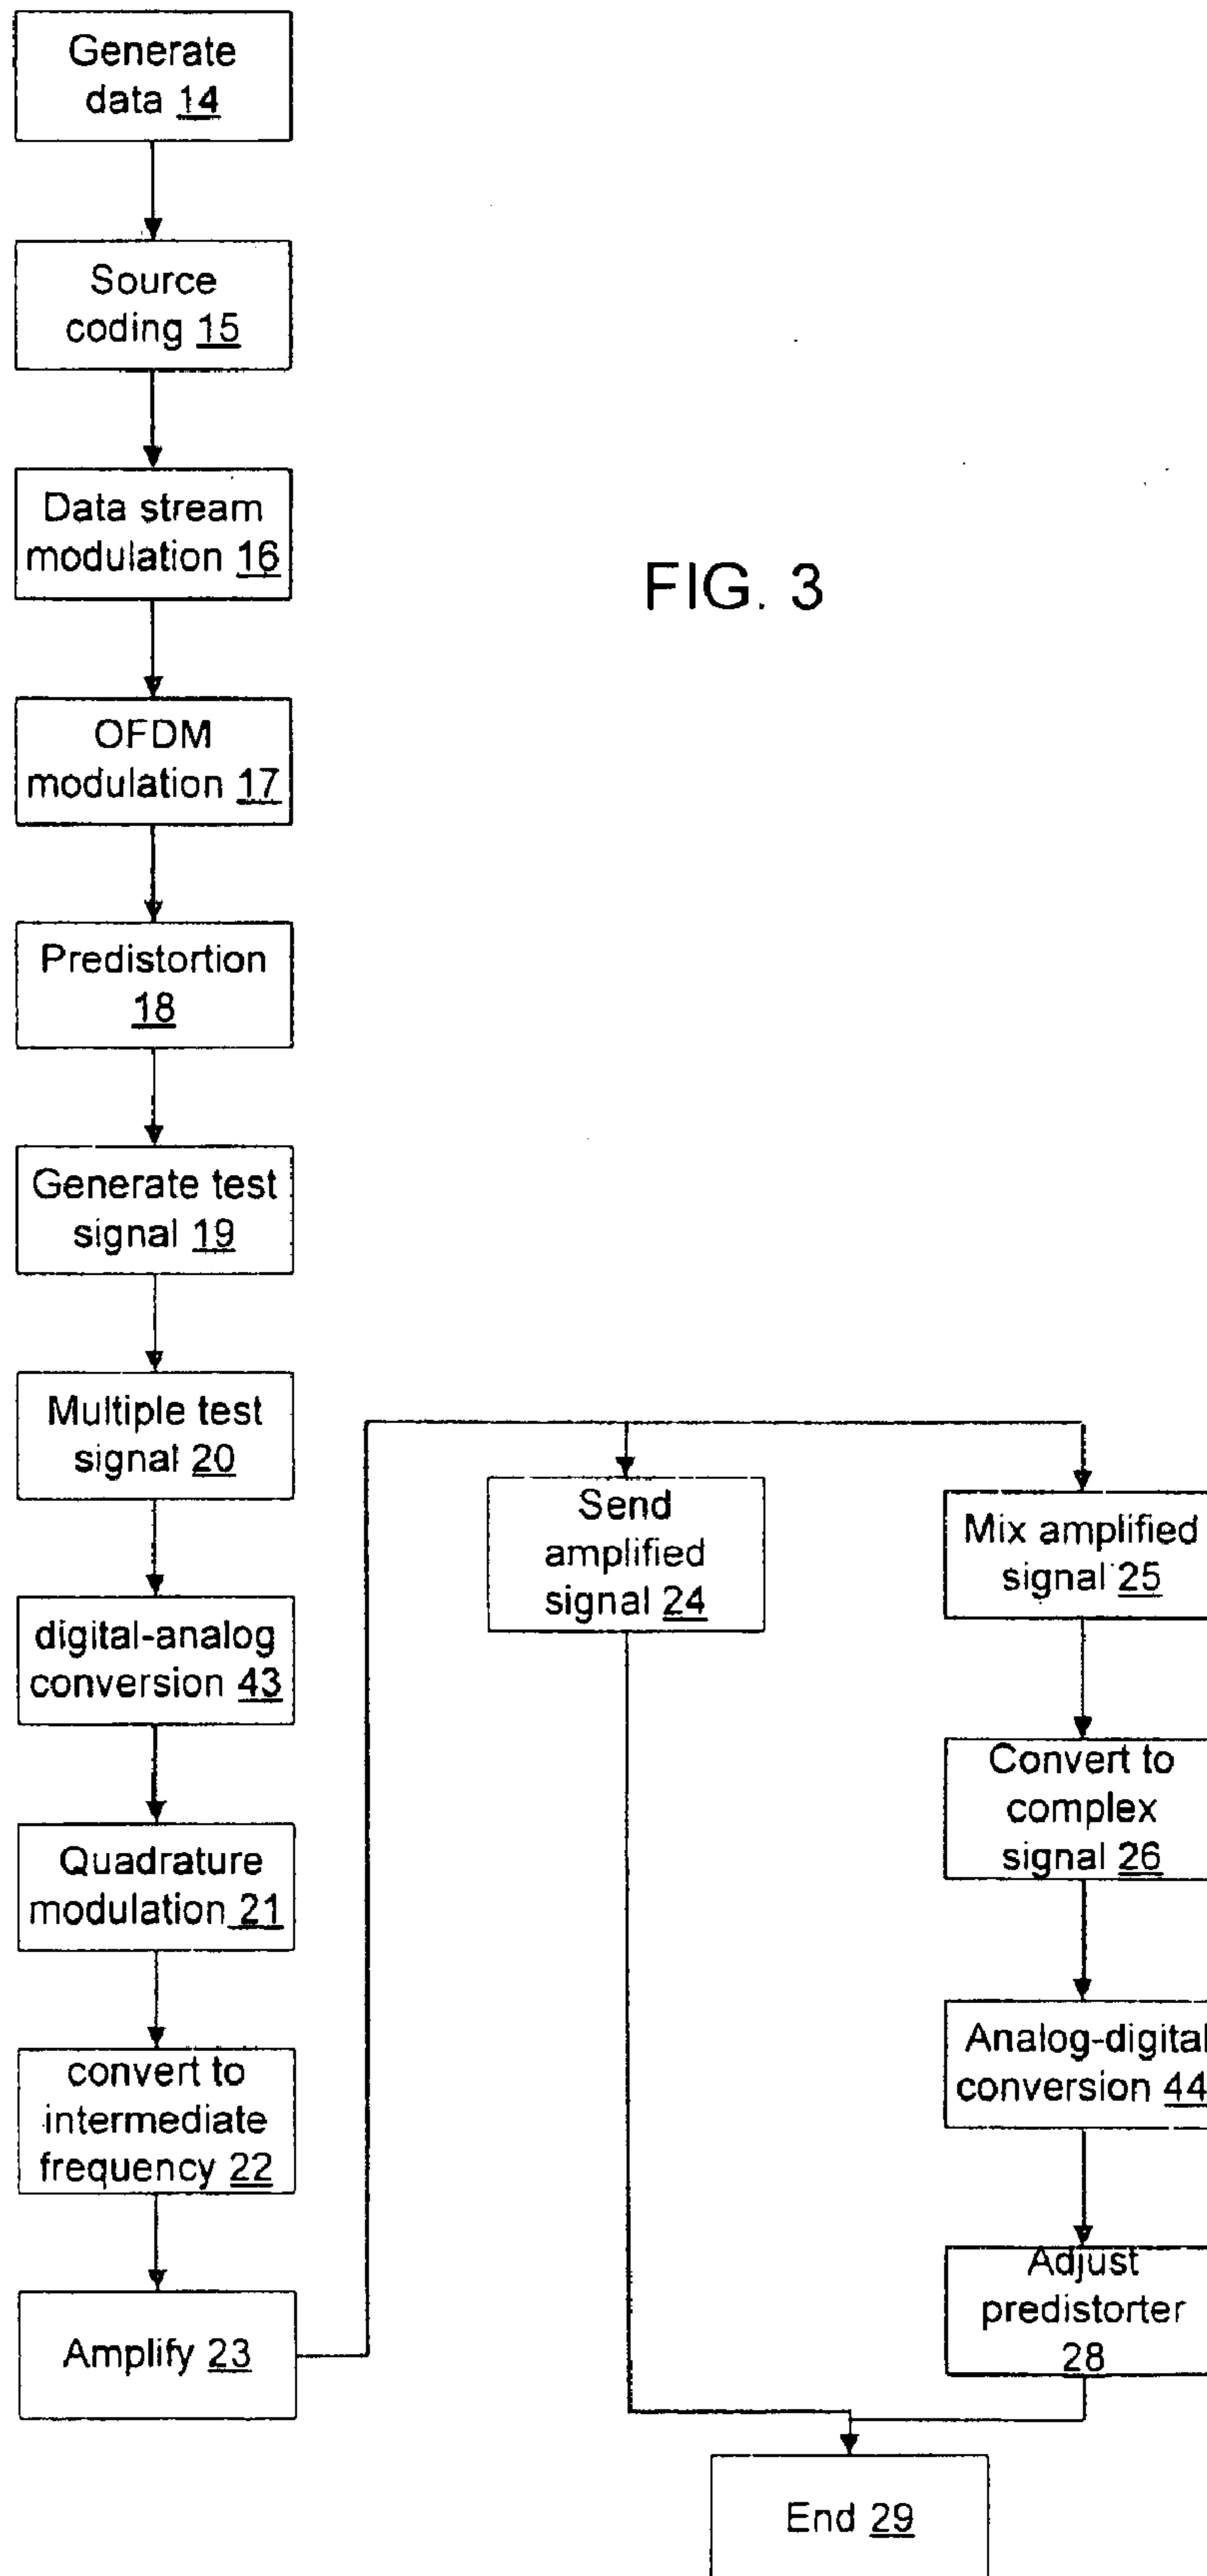 Generate
data 14
Source
coding 15
Data stream
modulation 16
FIG. 3
OFDM
modulation 17
Predistortion
18
Generate test
signal 19
Multiple test
signal 20
digital-analog
conversion 43
Quadrature
modulation 21
convert to
intermediate
frequency 22
Amplify 23
Send
amplified
signal 24
Mix amplified
signal 25
Convert to
complex
signal 26
Analog-digital
conversion 44
Adjust
predistorter
28
End 29